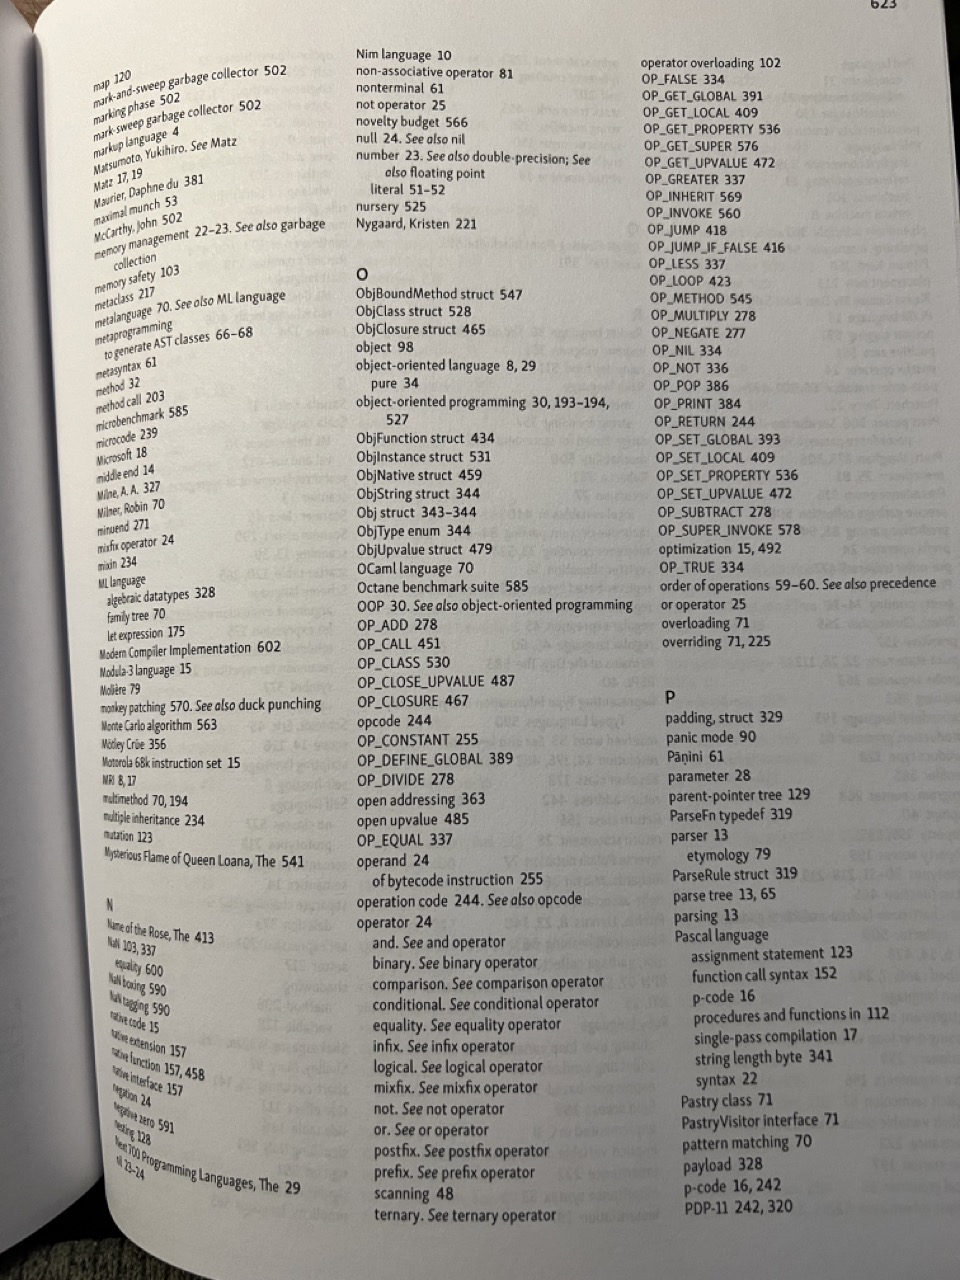 623
map 120
mark-and-sweep garbage collector 502
marking phase 502
mark-sweep garbage collector 502
markup language 4
Matsumoto, Yukihiro. See Matz
Matz 17, 19
Maurier, Daphne du 381
maximal munch 53
McCarthy, John 502
memory management 22–23. See also garbage
collection
memory safety 103
metaclass 217
metalanguage 70. See also ML language
metaprogramming
to generate AST classes 66–68
metasyntax 61
method 32
method call 203
microbenchmark 585
microcode 239
Microsoft 18
middle end 14
Milne, A. A. 327
Milner, Robin 70
minuend 271
mixfix operator 24
mixin 234
ML language
algebraic datatypes 328
family tree 70
let expression 175
Modern Compiler Implementation 602
Modula-3 language 15
Molière 79
monkey patching 570. See also duck punching
Monte Carlo algorithm 563
Mötley Crüe 356
Motorola 68k instruction set 15
MRI 8, 17
multimethod 70, 194
multiple inheritance 234
mutation 123
Mysterious Flame of Queen Loana, The 541
N
Name of the Rose, The 413
NaN 103, 337
equality 600
NaN boxing 590
NaN tagging 590
native code 15
native extension 157
native function 157, 458
native interface 157
negation 24
negative zero 591
nesting 128
Next 700 Programming Languages, The 29
nil 23–24
Nim language 10
non-associative operator 81
nonterminal 61
not operator 25
novelty budget 566
null 24. See also nil
number 23. See also double-precision; See
also floating point
literal 51–52
nursery 525
Nygaard, Kristen 221
O
ObjBoundMethod struct 547
ObjClass struct 528
ObjClosure struct 465
object 98
object-oriented language 8, 29
pure 34
object-oriented programming 30, 193–194,
527
ObjFunction struct 434
ObjInstance struct 531
ObjNative struct 459
ObjString struct 344
Obj struct 343–344
ObjType enum 344
ObjUpvalue struct 479
OCaml language 70
Octane benchmark suite 585
OOP 30. See also object-oriented programming
OP_ADD 278
OP_CALL 451
OP_CLASS 530
OP_CLOSE_UPVALUE 487
OP_CLOSURE 467
opcode 244
OP_CONSTANT 255
OP_DEFINE_GLOBAL 389
OP_DIVIDE 278
open addressing 363
open upvalue 485
OP_EQUAL 337
operand 24
of bytecode instruction 255
operation code 244. See also opcode
operator 24
and. See and operator
binary. See binary operator
comparison. See comparison operator
conditional. See conditional operator
equality. See equality operator
infix. See infix operator
logical. See logical operator
mixfix. See mixfix operator
not. See not operator
or. See or operator
postfix. See postfix operator
prefix. See prefix operator
scanning 48
ternary. See ternary operator
operator overloading 102
OP_FALSE 334
OP_GET_GLOBAL 391
OP_GET_LOCAL 409
OP_GET_PROPERTY 536
OP_GET_SUPER 576
OP_GET_UPVALUE 472
OP_GREATER 337
OP_INHERIT 569
OP_INVOKE 560
OP_JUMP 418
OP_JUMP_IF_FALSE 416
OP_LESS 337
OP_LOOP 423
OP_METHOD 545
OP_MULTIPLY 278
OP_NEGATE 277
OP_NIL 334
OP_NOT 336
OP_POP 386
OP_PRINT 384
OP_RETURN 244
OP_SET_GLOBAL 393
OP_SET_LOCAL 409
OP_SET_PROPERTY 536
OP_SET_UPVALUE 472
OP_SUBTRACT 278
OP_SUPER_INVOKE 578
optimization 15, 492
OP_TRUE 334
order of operations 59–60. See also precedence
or operator 25
overloading 71
overriding 71, 225
P
padding, struct 329
panic mode 90
Pāṇini 61
parameter 28
parent-pointer tree 129
ParseFn typedef 319
parser 13
etymology 79
ParseRule struct 319
parse tree 13, 65
parsing 13
Pascal language
assignment statement 123
function call syntax 152
p-code 16
procedures and functions in 112
single-pass compilation 17
string length byte 341
syntax 22
Pastry class 71
PastryVisitor interface 71
pattern matching 70
payload 328
p-code 16, 242
PDP-11 242, 320